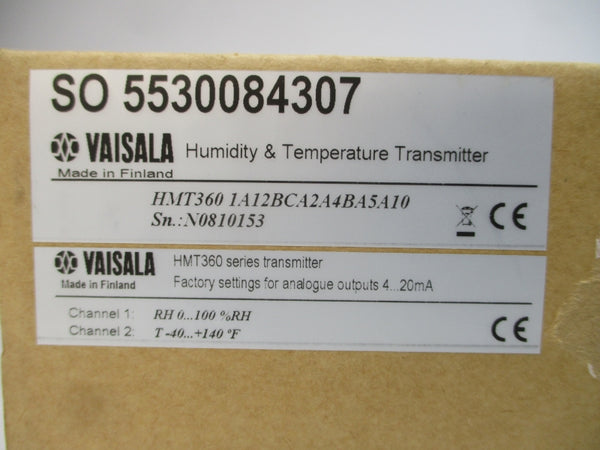 SO 5530084307
VAISALA Humidity & Temperature Transmitter
Made in Finland
HMT360 1A12BCA2A4BA5A10
Sn.:N0810153
CE
VAISALA HMT360 series transmitter
Made in Finland Factory settings for analogue outputs 4...20mA
Channel 1: RH 0...100 %RH
Channel 2: T -40...+140 ºF
CE